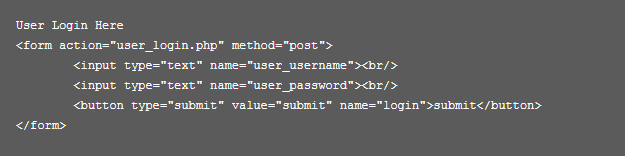 User Login Here
<form action="user_login.php" method="post">
<input type="text" name="user_username"><br/>
<input type="text" name="user_password"><br/>
<button type="submit" value="submit" name="login">submit</button>
</form>